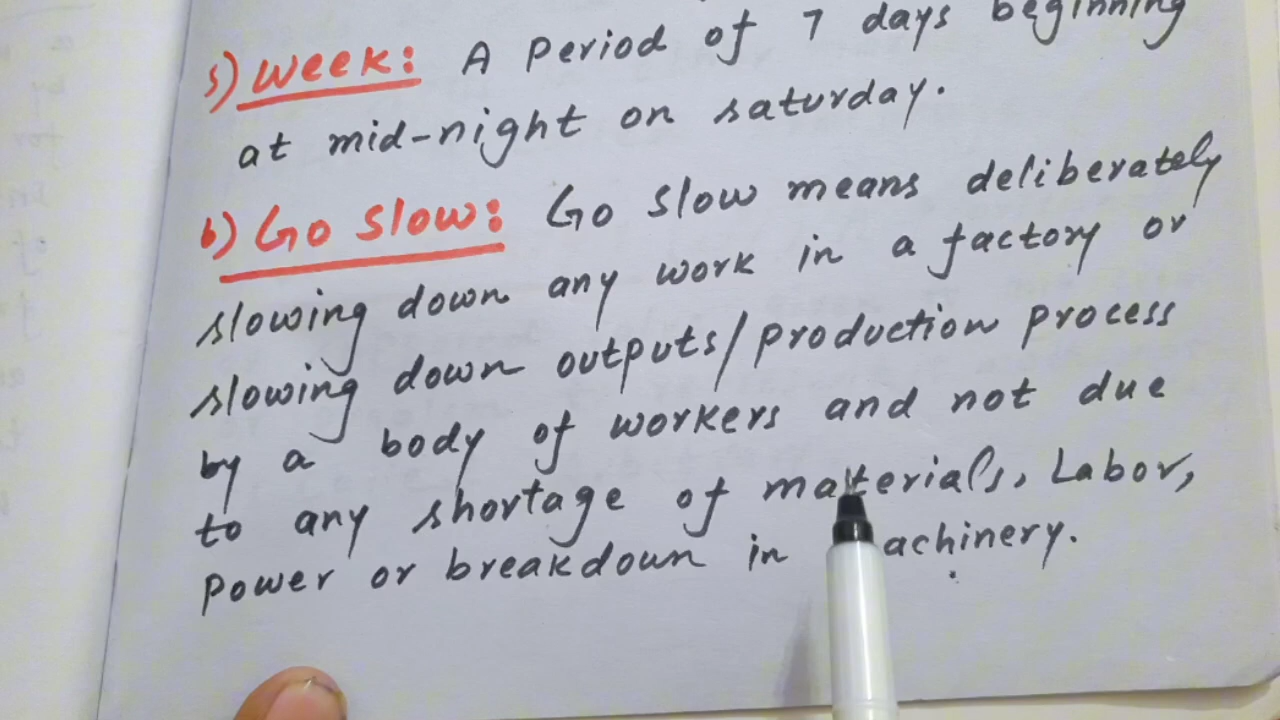 5) Week: A Period of 7 days beginning
at mid-night on saturday.
6) Go Slow: Go slow means deliberately
slowing down any work in a factory or
slowing down outputs/production process
by a body of workers and not due
to any shortage of materials, Labor,
Power or breakdown in achinery.